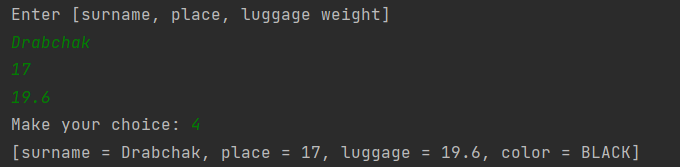 Enter [surname, place, luggage weight]
Drabchak
17
19.6
Make your choice: 4
[surname = Drabchak, place = 17, luggage = 19.6, color = BLACK]